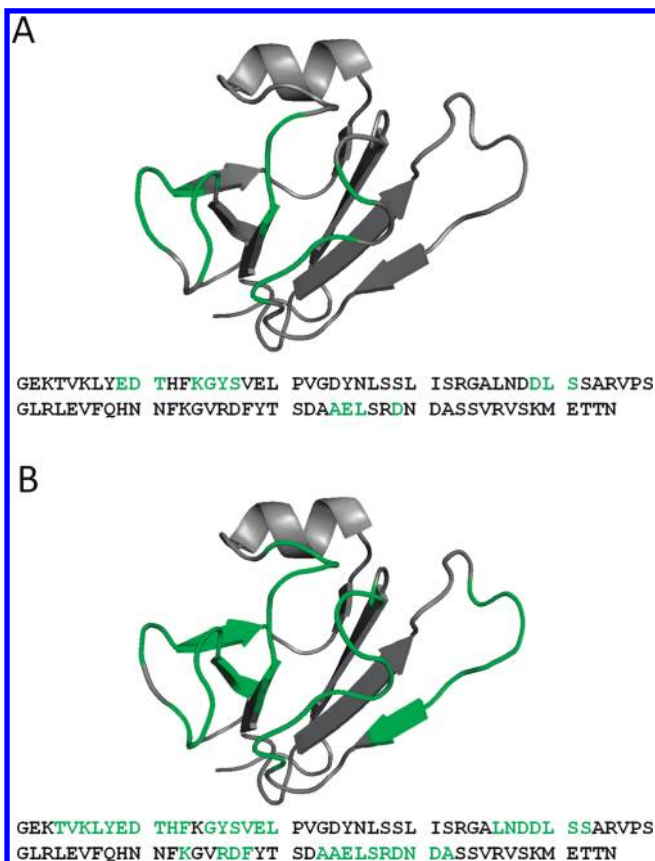 A
GEKTVKLYED THFKGYSVEL PVGDYNLSSL ISRGALNDDL SSARVPS
GLRLEVFQHN NFKGVRDFYT SDAAELSRDN DASSVRVSKM ETTN
B
GEKTVKLYED THFKGYSVEL PVGDYNLSSL ISRGALNDDL SSARVPS
GLRLEVFQHN NFKGVRDFYT SDAAELSRDN DASSVRVSKM ETTN